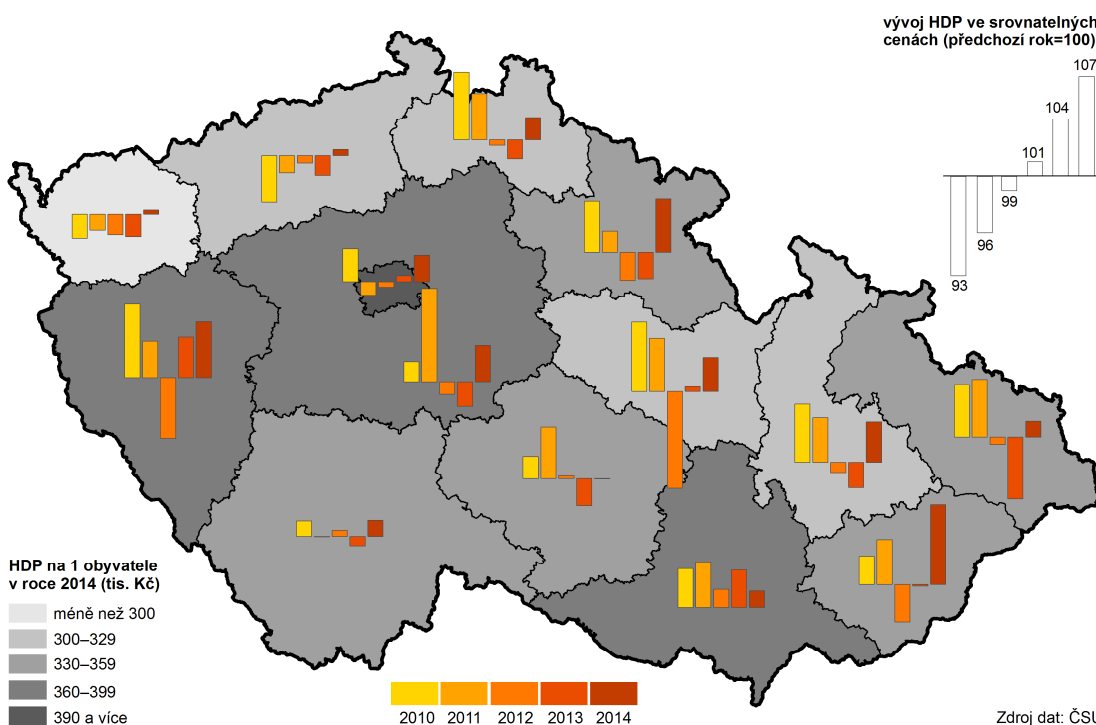 vývoj HDP ve srovnatelných
cenách (předchozí rok=100)
107
104
101
99
96
93
HDP na 1 obyvatele
v roce 2014 (tis. Kč)
méně než 300
300–329
330–359
360–399
390 a více
2010 2011 2012 2013 2014
Zdroj dat: ČSÚ